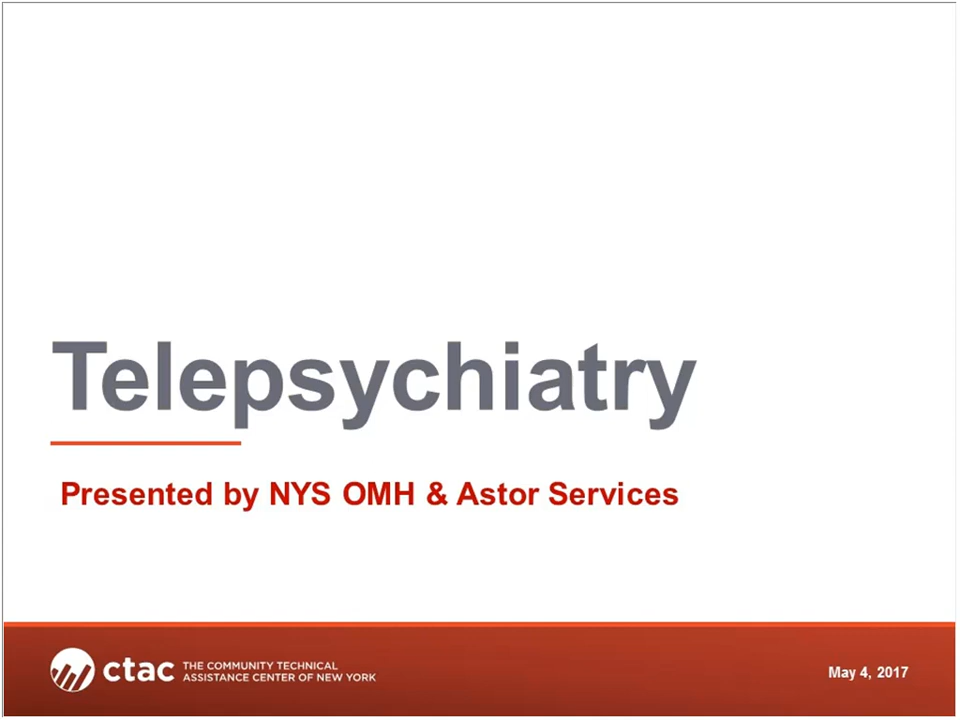 Telepsychiatry
Presented by NYS OMH & Astor Services
ctac
THE COMMUNITY TECHNICAL
ASSISTANCE CENTER OF NEW YORK
May 4, 2017